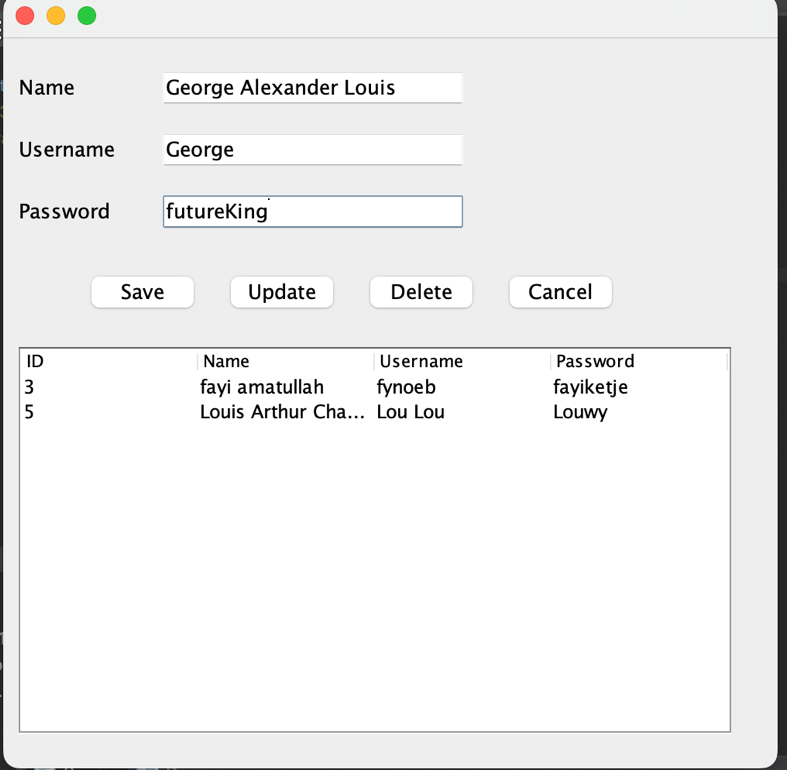 Name George Alexander Louis
Username George
Password futureKing
Save Update Delete Cancel
ID Name Username Password
3 fayi amatullah fynoeb fayiketje
5 Louis Arthur Cha... Lou Lou Louwy